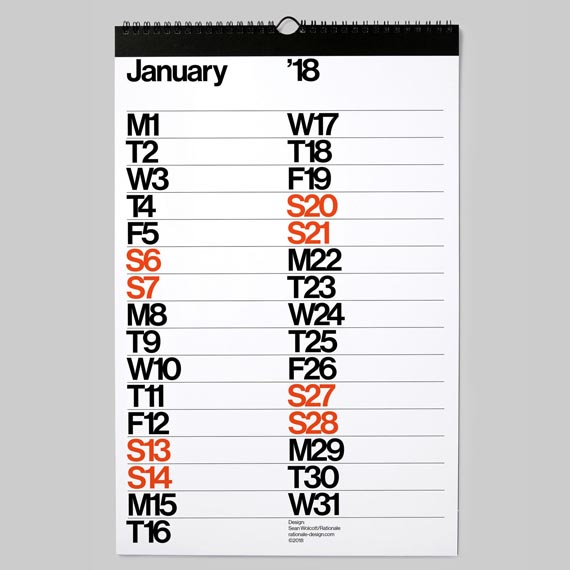 January ’18
M1
T2
W3
T4
F5
S6
S7
M8
T9
W10
T11
F12
S13
S14
M15
T16
W17
T18
F19
S20
S21
M22
T23
W24
T25
F26
S27
S28
M29
T30
W31
Design:
Sean Wolcott/Rationale
rationale-design.com
©2018